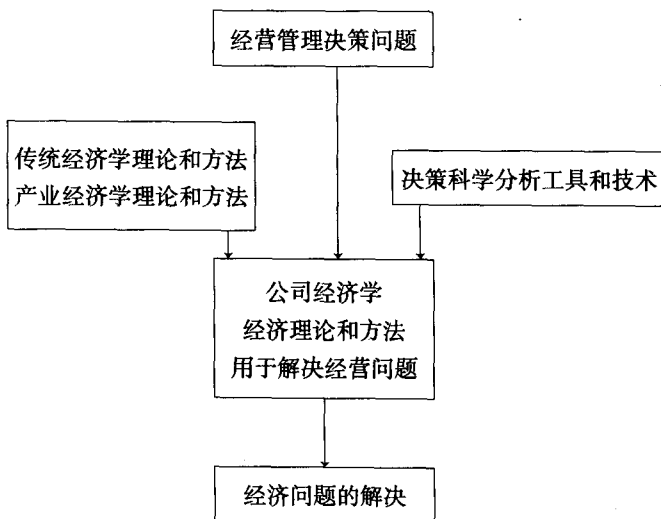 经营管理决策问题
传统经济学理论和方法
产业经济学理论和方法
决策科学分析工具和技术
公司经济学
经济理论和方法
用于解决经营问题
经济问题的解决